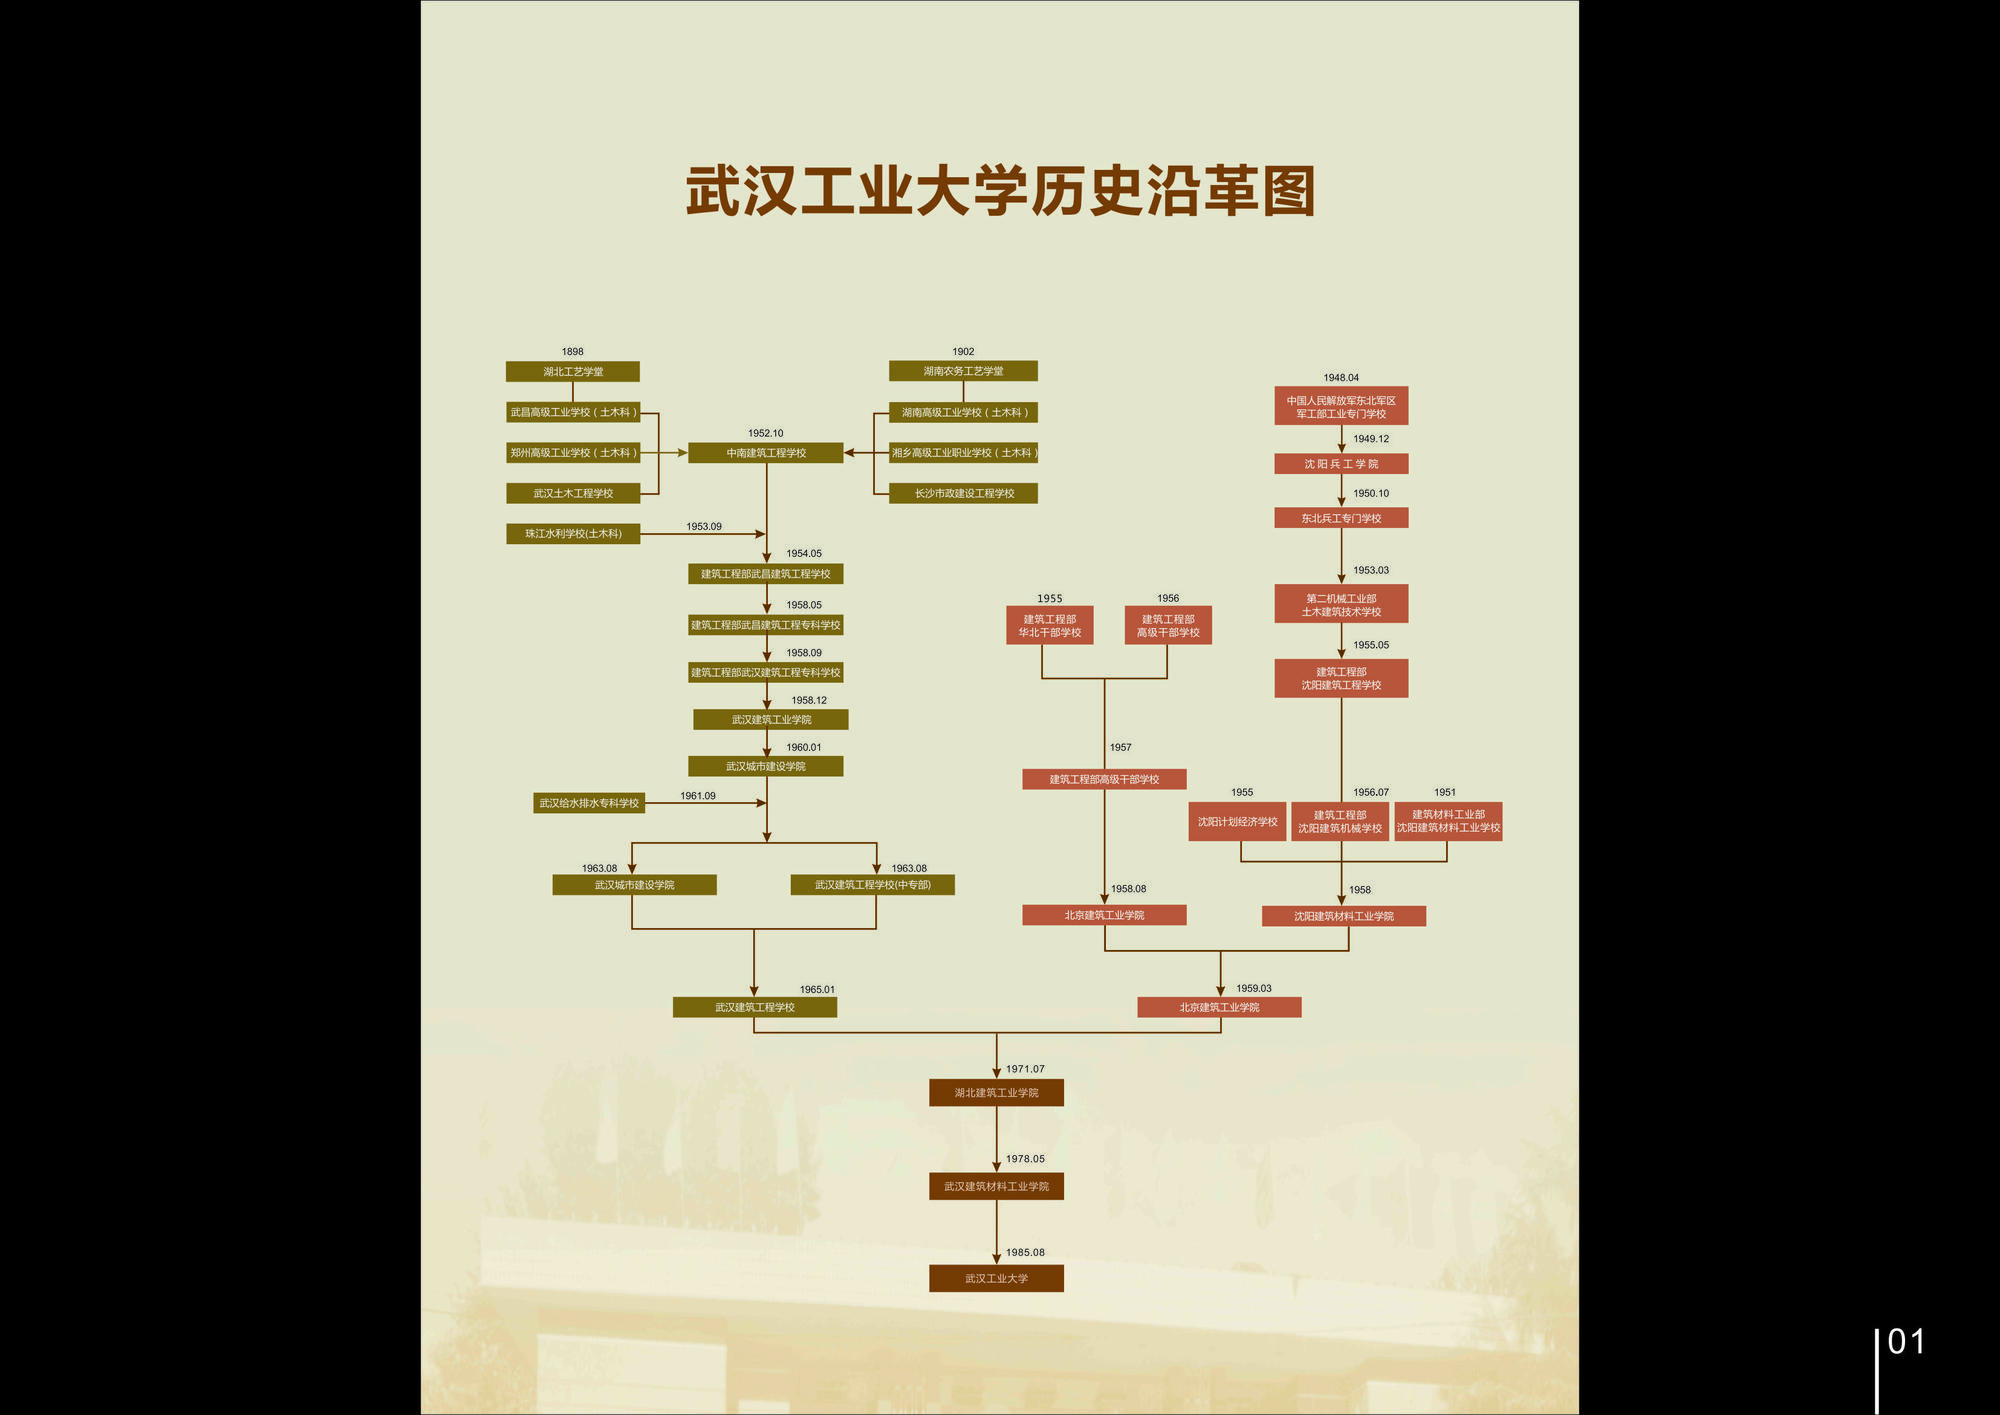 武汉工业大学历史沿革图
1898
湖北工艺学堂
武昌高级工业学校（土木科）
郑州高级工业学校（土木科）
武汉土木工程学校
珠江水利学校(土木科)
1902
湖南农务工艺学堂
湖南高级工业学校（土木科）
湘乡高级工业职业学校（土木科）
长沙市政建设工程学校
1952.10
中南建筑工程学校
1953.09
1954.05
建筑工程部武昌建筑工程学校
1958.05
建筑工程部武昌建筑工程专科学校
1958.09
建筑工程部武汉建筑工程专科学校
1958.12
武汉建筑工业学院
1960.01
武汉城市建设学院
武汉给水排水专科学校
1961.09
1963.08
武汉城市建设学院
1963.08
武汉建筑工程学校(中专部)
1965.01
武汉建筑工程学校
1955
建筑工程部
华北干部学校
1956
建筑工程部
高级干部学校
1957
建筑工程部高级干部学校
1958.08
北京建筑工业学院
1948.04
中国人民解放军东北军区
军工部工业专门学校
1949.12
沈阳兵工学院
1950.10
东北兵工专门学校
1953.03
第二机械工业部
土木建筑技术学校
1955.05
建筑工程部
沈阳建筑工程学校
1955
沈阳计划经济学校
1956.07
建筑工程部
沈阳建筑机械学校
1951
建筑材料工业部
沈阳建筑材料工业学校
1958
沈阳建筑材料工业学院
1959.03
北京建筑工业学院
1971.07
湖北建筑工业学院
1978.05
武汉建筑材料工业学院
1985.08
武汉工业大学
01